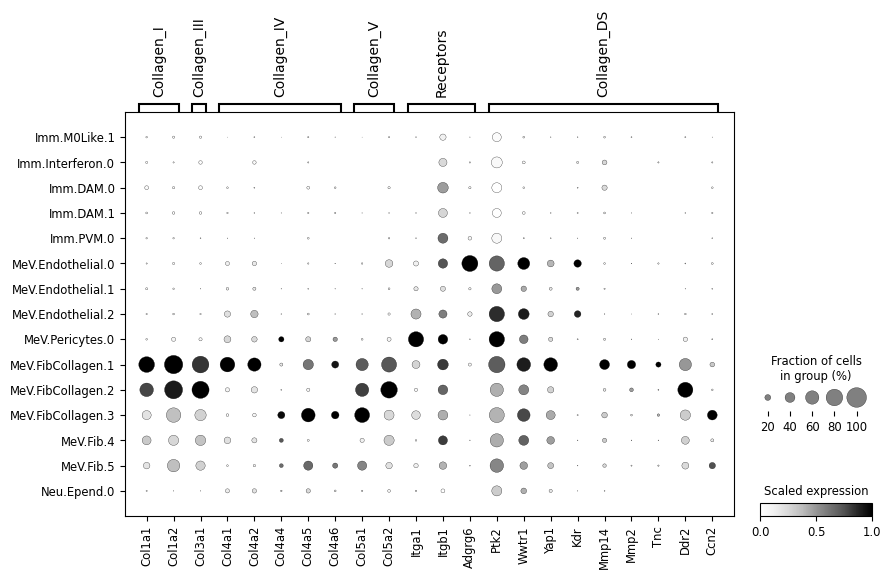 Collagen_I
Collagen_III
Collagen_IV
Collagen_V
Receptors
Collagen_DS
Imm.M0Like.1
Imm.Interferon.0
Imm.DAM.0
Imm.DAM.1
Imm.PVM.0
MeV.Endothelial.0
MeV.Endothelial.1
MeV.Endothelial.2
MeV.Pericytes.0
MeV.FibCollagen.1
MeV.FibCollagen.2
MeV.FibCollagen.3
MeV.Fib.4
MeV.Fib.5
Neu.Epend.0
Col1a1
Col1a2
Col3a1
Col4a1
Col4a2
Col4a4
Col4a5
Col4a6
Col5a1
Col5a2
Itga1
Itgb1
Adgrg6
Ptk2
Wwtr1
Yap1
Kdr
Mmp14
Mmp2
Tnc
Ddr2
Ccn2
Fraction of cells
in group (%)
20 40 60 80 100
Scaled expression
0.0 0.5 1.0